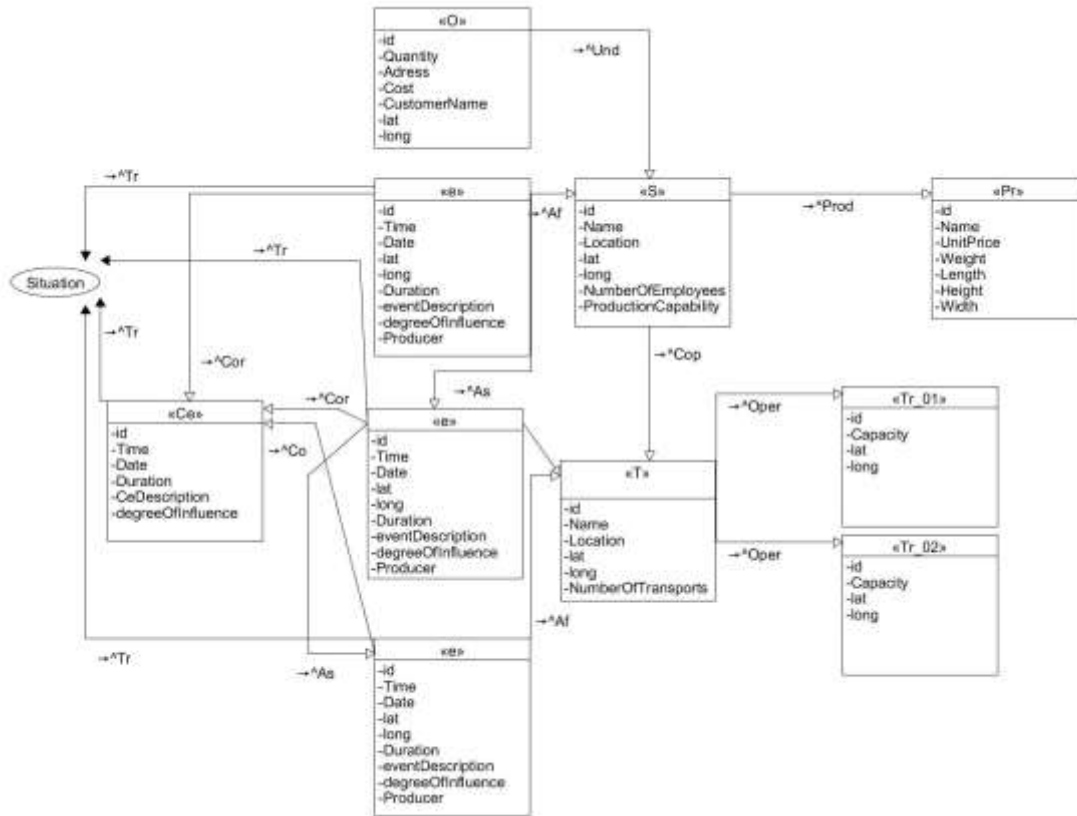 «O»
-id
-Quantity
-Adress
-Cost
-CustomerName
-lat
-long
→^Und
→^Tr
«e»
-id
-Time
-Date
-lat
-long
-Duration
-eventDescription
-degreeOfInfluence
-Producer
→^Af
«S»
-id
-Name
-Location
-lat
-long
-NumberOfEmployees
-ProductionCapability
→^Prod
«Pr»
-id
-Name
-UnitPrice
-Weight
-Length
-Height
-Width
→^Tr
Situation
→^Tr
→^Cor
→^As
→^Cop
«Ce»
-id
-Time
-Date
-Duration
-CeDescription
-degreeOfInfluence
→^Cor
→^Co
«e»
-id
-Time
-Date
-lat
-long
-Duration
-eventDescription
-degreeOfInfluence
-Producer
«T»
-id
-Name
-Location
-lat
-long
-NumberOfTransports
→^Oper
«Tr_01»
-id
-Capacity
-lat
-long
→^Oper
«Tr_02»
-id
-Capacity
-lat
-long
→^Af
→^Tr
→^As
«e»
-id
-Time
-Date
-lat
-long
-Duration
-eventDescription
-degreeOfInfluence
-Producer